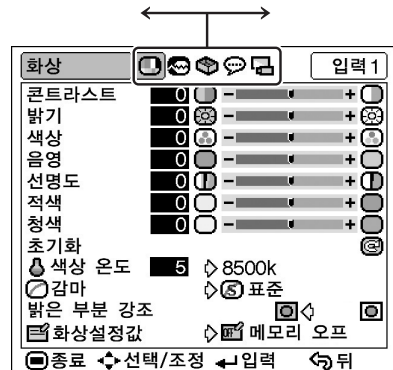 화상 입력 1
콘트라스트 0 - +
밝기 0 - +
색상 0 - +
음영 0 - +
선명도 0 - +
적색 0 - +
청색 0 - +
초기화
색상 온도 5 8500k
감마 S 표준
밝은 부분 강조
화상설정값 OFF 메모리 오프
종료 선택/조정 입력 뒤